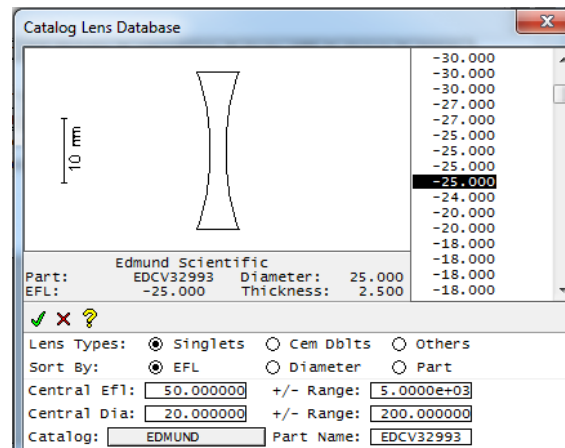 Catalog Lens Database
x
10 mm
-30.000
-30.000
-30.000
-27.000
-27.000
-25.000
-25.000
-25.000
-25.000
-24.000
-20.000
-20.000
-18.000
-18.000
-18.000
-18.000
Edmund Scientific
Part: EDCV32993 Diameter: 25.000
EFL: -25.000 Thickness: 2.500
Lens Types: Singlets Cem Dblts Others
Sort By: EFL Diameter Part
Central Efl: 50.000000 +/- Range: 5.0000e+03
Central Dia: 20.000000 +/- Range: 200.000000
Catalog: EDMUND Part Name: EDCV32993